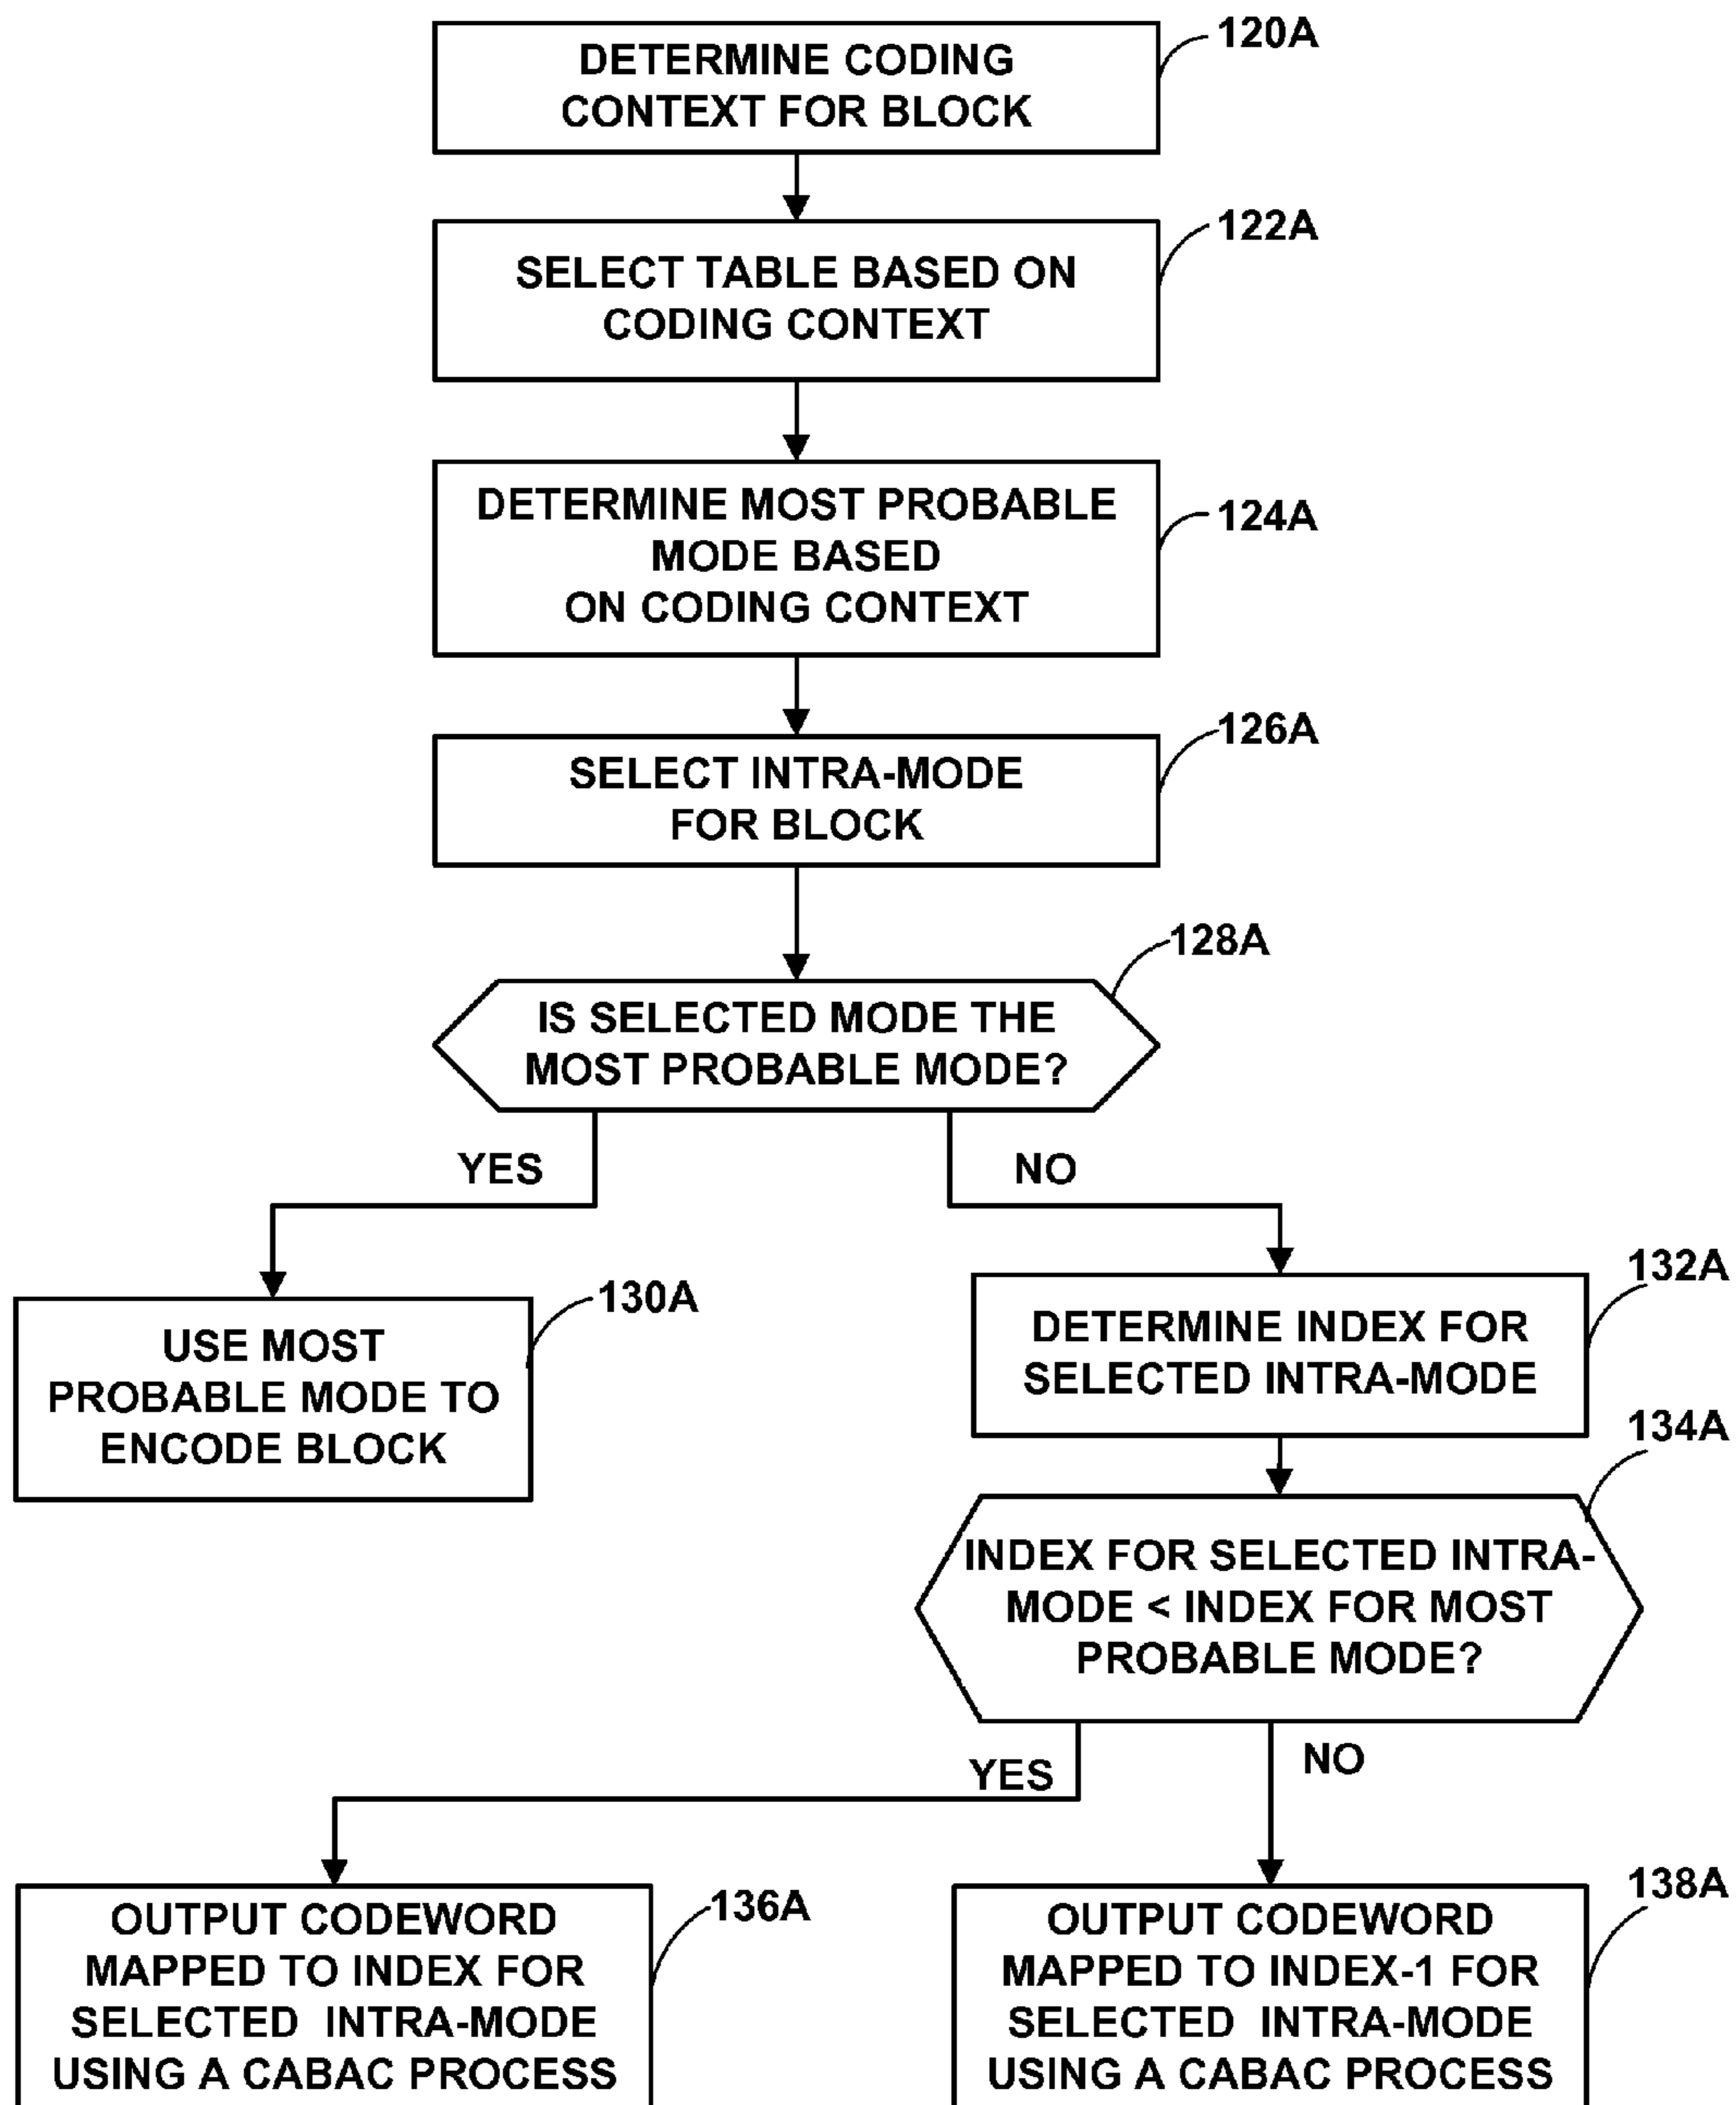 120A
DETERMINE CODING
CONTEXT FOR BLOCK
122A
SELECT TABLE BASED ON
CODING CONTEXT
124A
DETERMINE MOST PROBABLE
MODE BASED
ON CODING CONTEXT
126A
SELECT INTRA-MODE
FOR BLOCK
128A
IS SELECTED MODE THE
MOST PROBABLE MODE?
YES
NO
130A
USE MOST
PROBABLE MODE TO
ENCODE BLOCK
132A
DETERMINE INDEX FOR
SELECTED INTRA-MODE
134A
INDEX FOR SELECTED INTRA-
MODE < INDEX FOR MOST
PROBABLE MODE?
YES
NO
136A
OUTPUT CODEWORD
MAPPED TO INDEX FOR
SELECTED INTRA-MODE
USING A CABAC PROCESS
138A
OUTPUT CODEWORD
MAPPED TO INDEX-1 FOR
SELECTED INTRA-MODE
USING A CABAC PROCESS